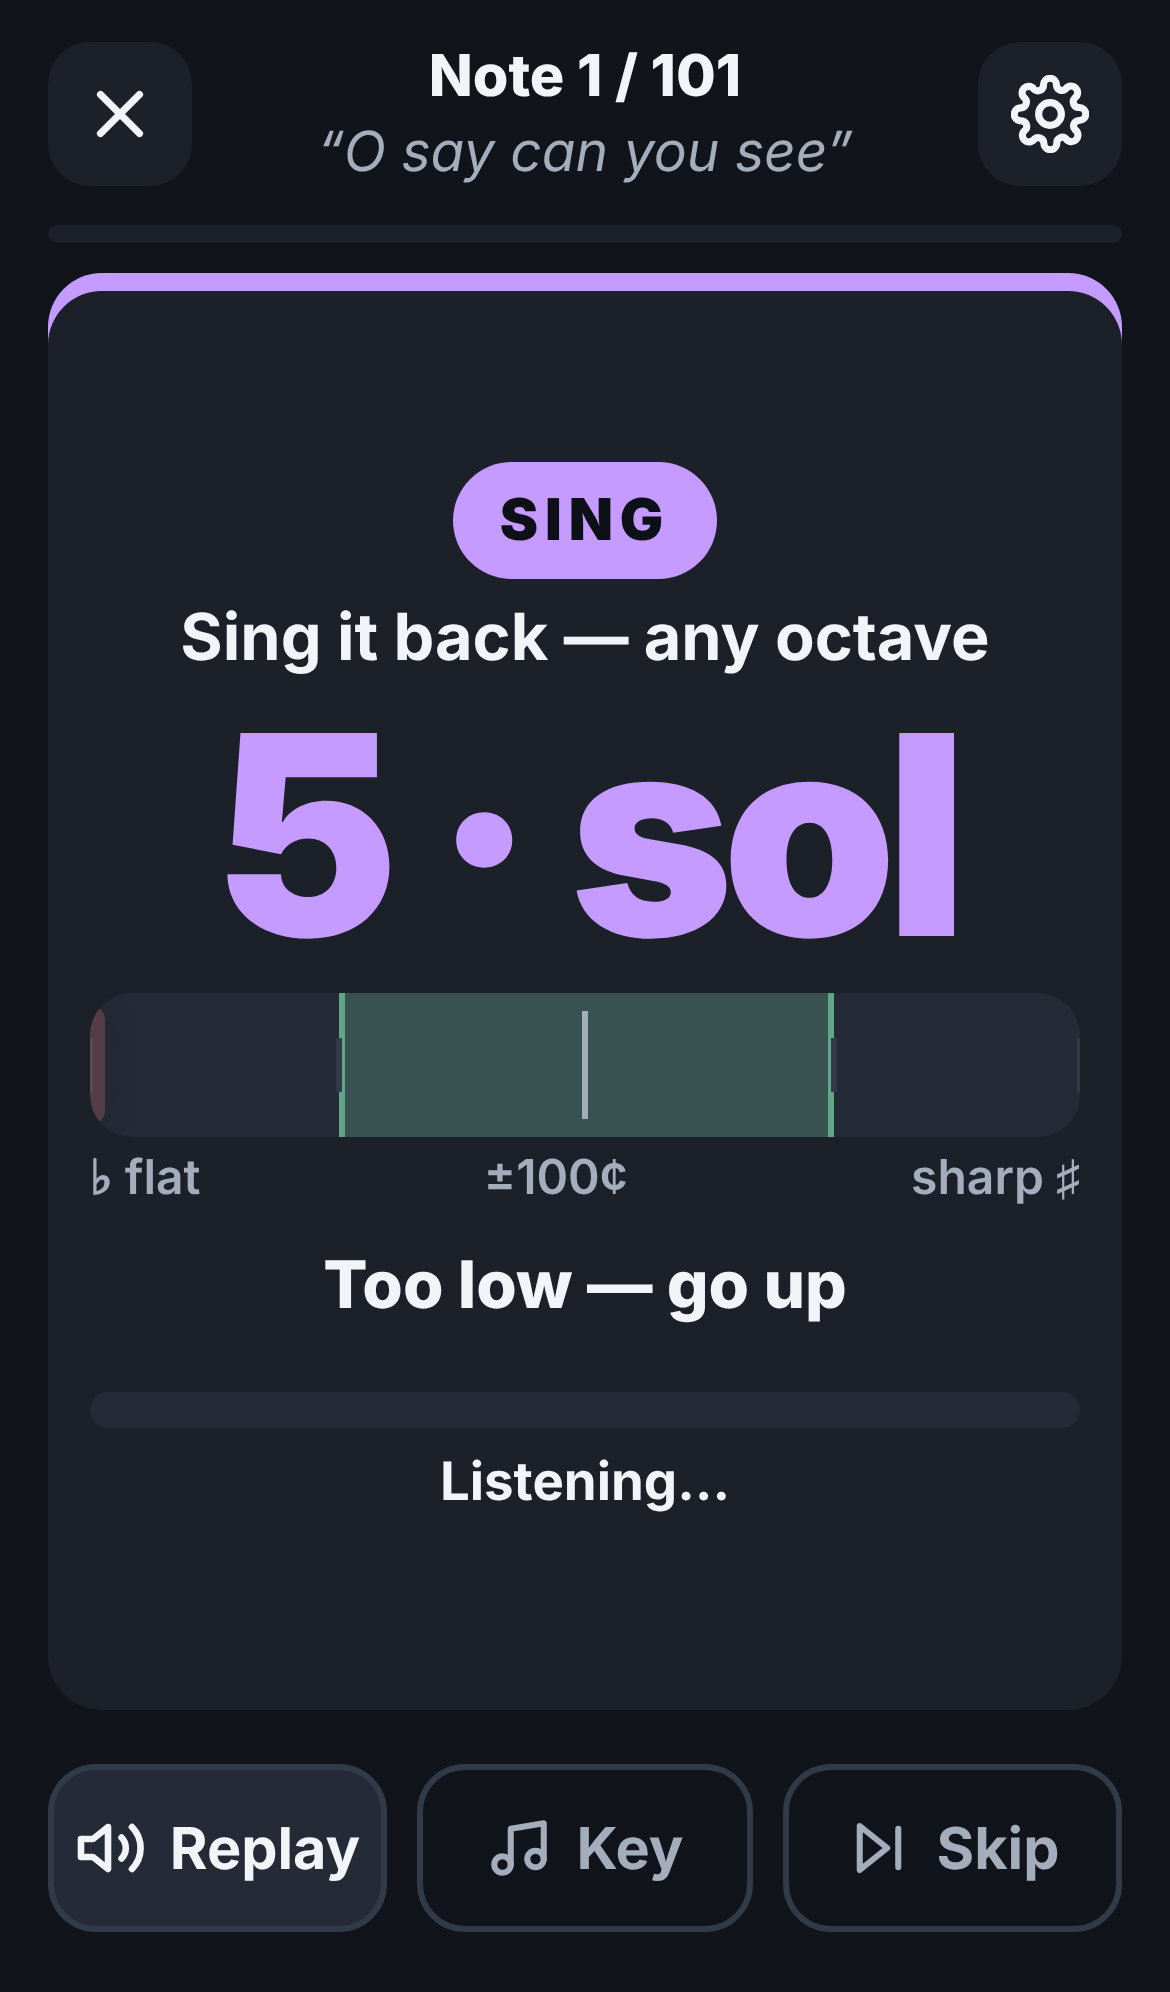 Note 1 / 101
“O say can you see”
SING
Sing it back — any octave
5 · sol
♭ flat ±100¢ sharp ♯
Too low — go up
Listening…
Replay Key Skip